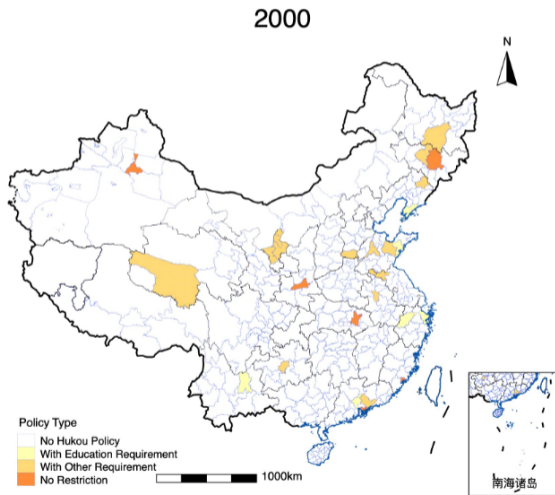 2000
N
Policy Type
No Hukou Policy
With Education Requirement
With Other Requirement
No Restriction
1000km
南海诸岛